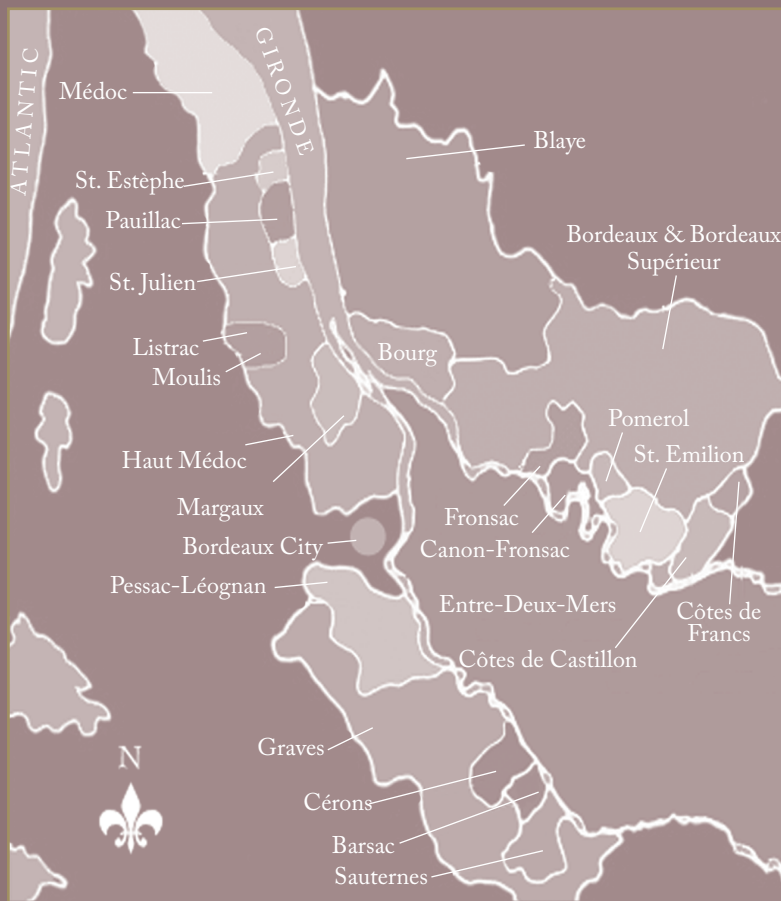 ATLANTIC
GIRONDE
Médoc
Blaye
St. Estèphe
Pauillac
Bordeaux & Bordeaux
Supérieur
St. Julien
Listrac
Moulis
Bourg
Pomerol
St. Emilion
Haut Médoc
Margaux
Fronsac
Canon-Fronsac
Bordeaux City
Pessac-Léognan
Entre-Deux-Mers
Côtes de
Francs
Côtes de Castillon
Graves
N
Cérons
Barsac
Sauternes